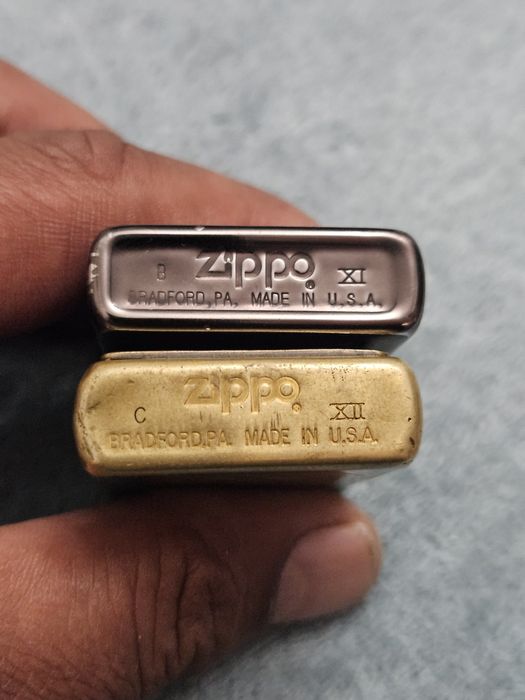 Zippo
B XI
BRADFORD, PA. MADE IN U.S.A.
Zippo
C XII
BRADFORD, PA. MADE IN U.S.A.